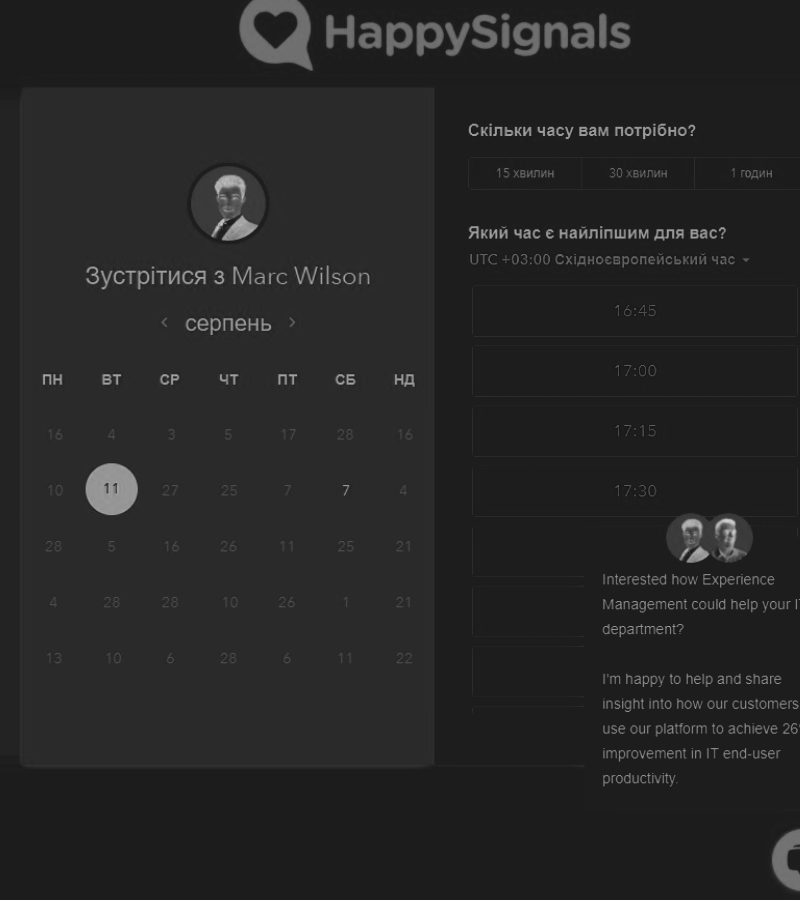 HappySignals
Зустрітися з Marc Wilson
серпень
ПН ВТ СР ЧТ ПТ СБ НД
16 4 3 5 17 28 16
10 11 27 25 7 7 4
28 5 16 26 11 25 21
4 28 28 10 26 1 21
13 10 6 28 6 11 22
Скільки часу вам потрібно?
15 хвилин 30 хвилин 1 годин
Який час є найліпшим для вас?
UTC +03:00 Східноєвропейський час
16:45
17:00
17:15
17:30
Interested how Experience
Management could help your
department?
I'm happy to help and share
insight into how our customers
use our platform to achieve
improvement in IT end-user
productivity.